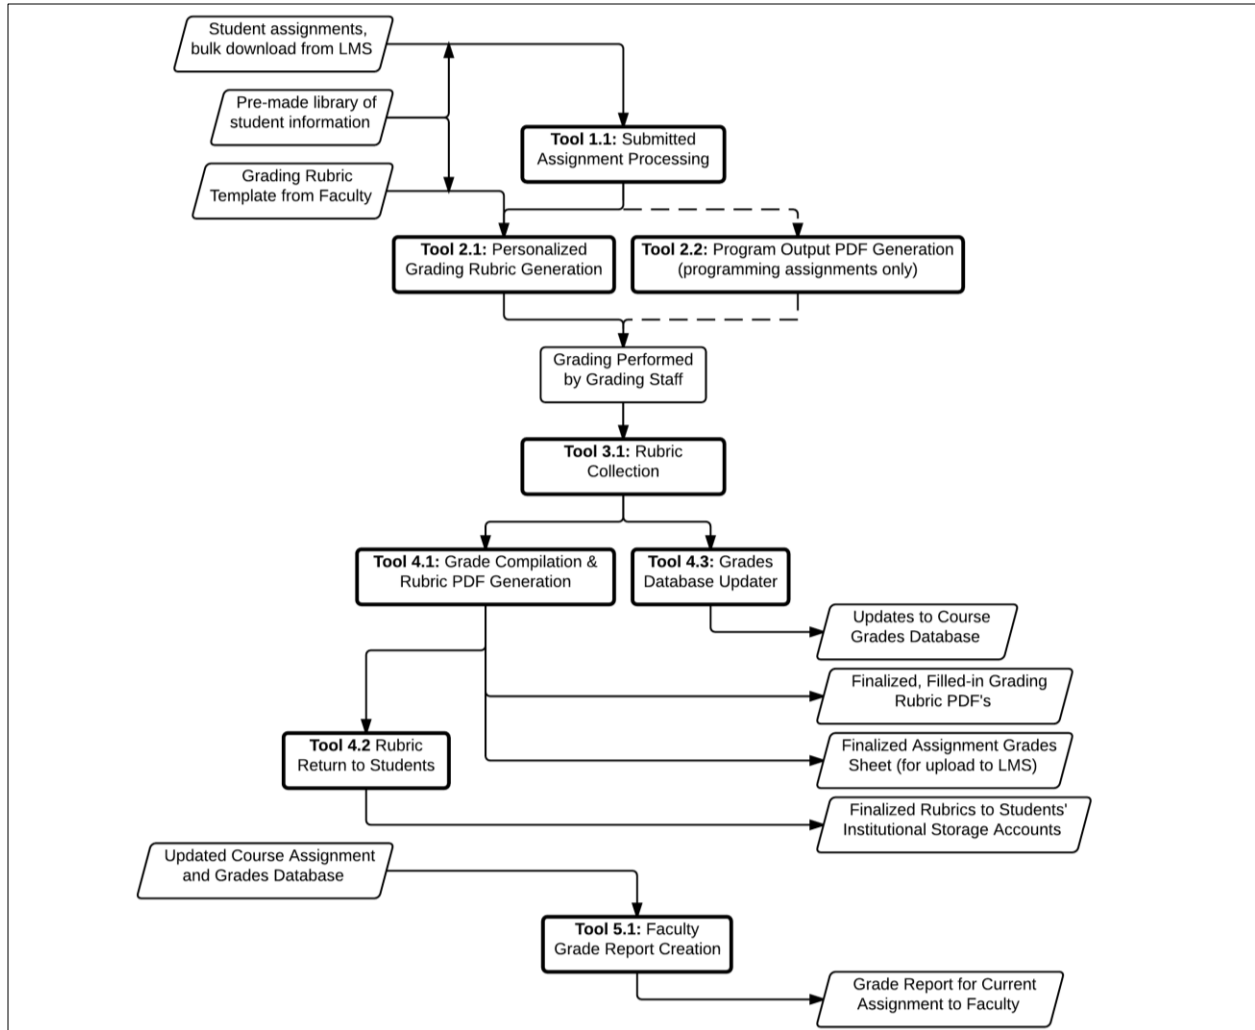 Student assignments,
bulk download from LMS
Pre-made library of
student information
Tool 1.1: Submitted
Assignment Processing
Grading Rubric
Template from Faculty
Tool 2.1: Personalized
Grading Rubric Generation
Tool 2.2: Program Output PDF Generation
(programming assignments only)
Grading Performed
by Grading Staff
Tool 3.1: Rubric
Collection
Tool 4.1: Grade Compilation &
Rubric PDF Generation
Tool 4.3: Grades
Database Updater
Updates to Course
Grades Database
Finalized, Filled-in Grading
Rubric PDF's
Tool 4.2 Rubric
Return to Students
Finalized Assignment Grades
Sheet (for upload to LMS)
Finalized Rubrics to Students'
Institutional Storage Accounts
Updated Course Assignment
and Grades Database
Tool 5.1: Faculty
Grade Report Creation
Grade Report for Current
Assignment to Faculty